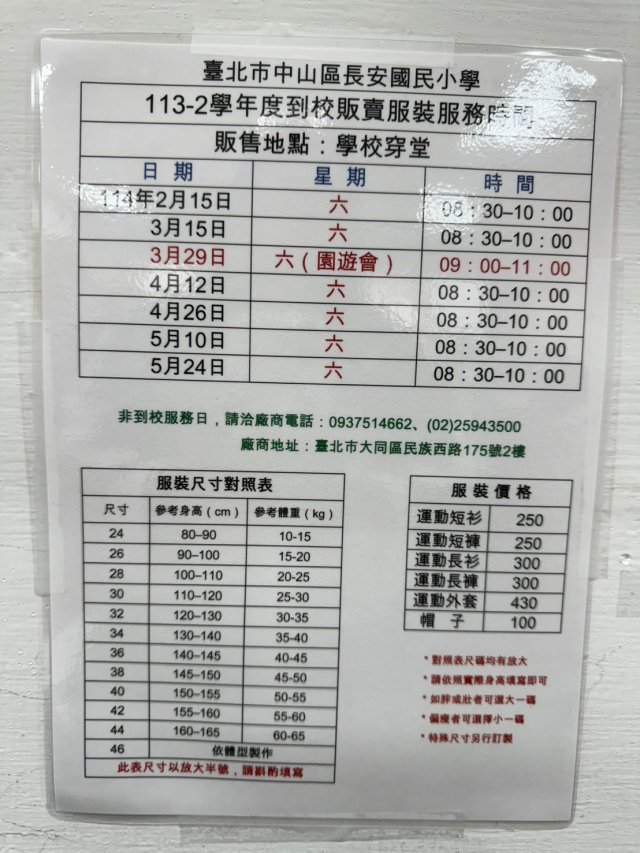 臺北市中山區長安國民小學
113-2學年度到校販賣服裝服務時間
販售地點：學校穿堂
日 期 星 期 時 間
114年2月15日 六 08：30–10：00
3月15日 六 08：30–10：00
3月29日 六（園遊會） 09：00–11：00
4月12日 六 08：30–10：00
4月26日 六 08：30–10：00
5月10日 六 08：30–10：00
5月24日 六 08：30–10：00
非到校服務日，請洽廠商電話：0937514662、(02)25943500
廠商地址：臺北市大同區民族西路175號2樓
服裝尺寸對照表
尺寸 參考身高（cm） 參考體重（kg）
24 80–90 10-15
26 90–100 15-20
28 100–110 20-25
30 110–120 25-30
32 120–130 30-35
34 130–140 35-40
36 140–145 40-45
38 145–150 45-50
40 150–155 50-55
42 155–160 55-60
44 160–165 60-65
46 依體型製作
此表尺寸以放大半號，請斟酌填寫
服 裝 價 格
運動短衫 250
運動短褲 250
運動長衫 300
運動長褲 300
運動外套 430
帽 子 100
*對照表尺碼均有放大
*請依照實際身高填寫即可
*如胖或壯者可選大一碼
*偏瘦者可選擇小一碼
*特殊尺寸另行訂製